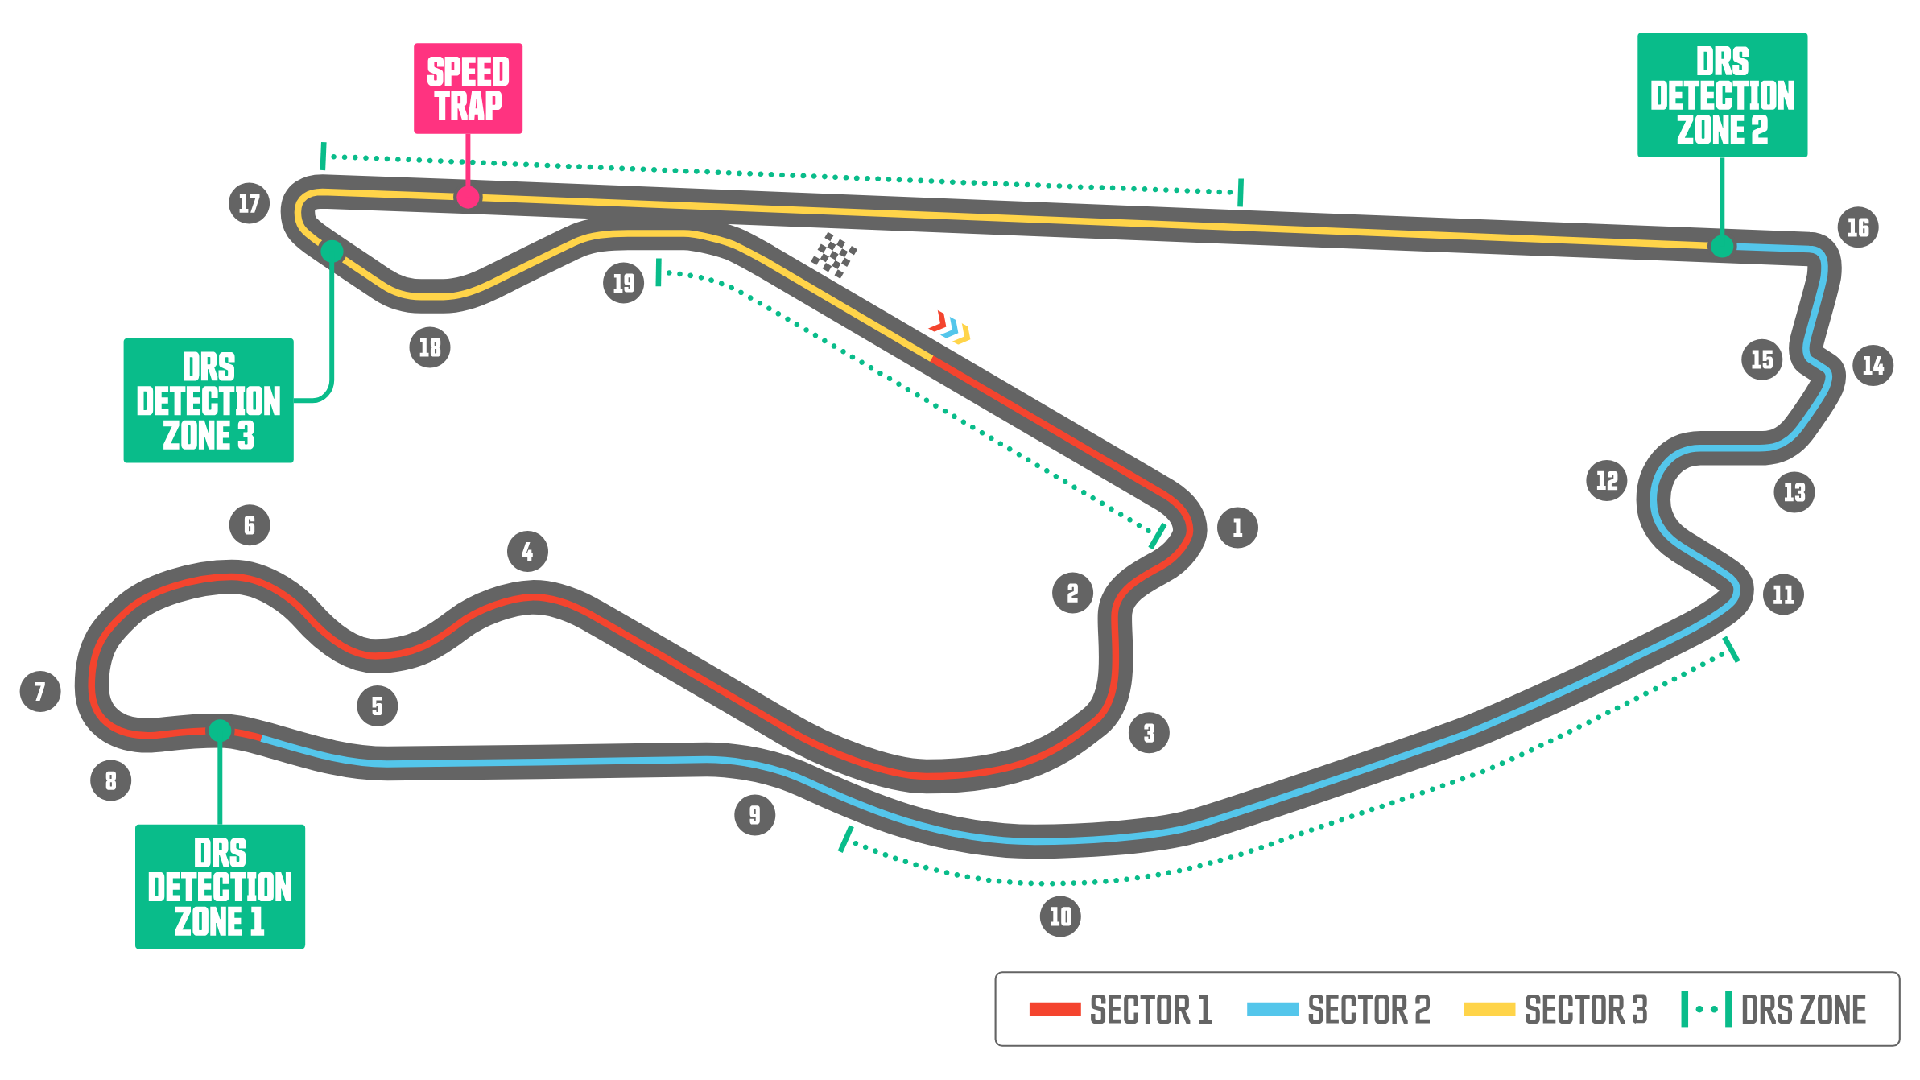 SPEED
TRAP
DRS
DETECTION
ZONE 2
17
16
19
18
15
14
DRS
DETECTION
ZONE 3
12
13
6
4
1
2
11
7
5
3
8
9
DRS
DETECTION
ZONE 1
10
SECTOR 1
SECTOR 2
SECTOR 3
DRS ZONE